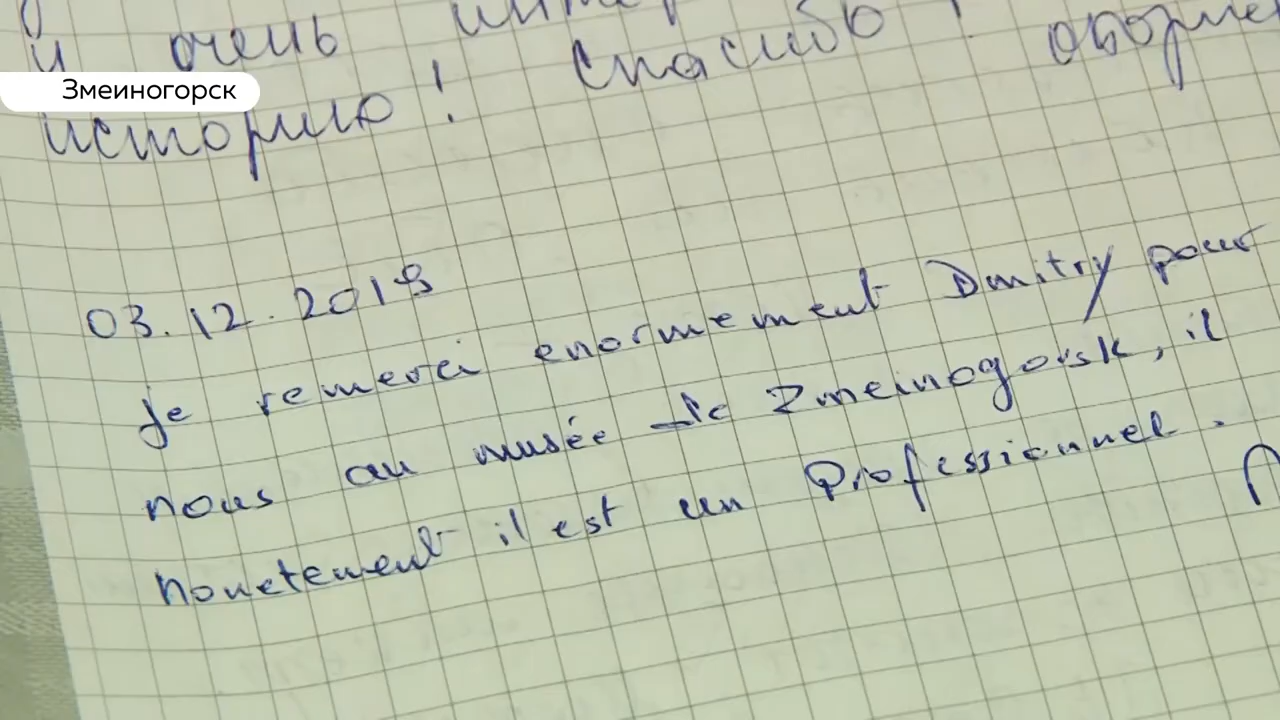 и очень
Спасибо!
Змеиногорск
историю!
03.12.2019
je remerci enormement Dmitry pour
nous au musée de Zmeinogorsk, il
honetement il est un Professionnel.